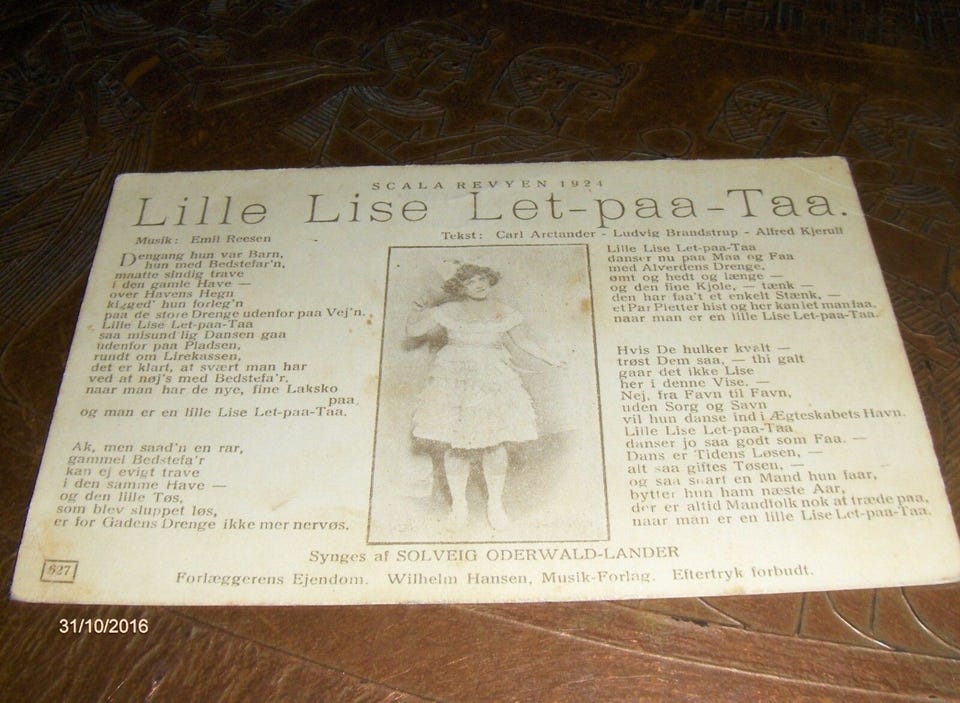 SCALA REVYEN 1924
Lille Lise Let-paa-Taa.
Musik: Emil Reesen
Tekst: Carl Arctander - Ludvig Brandstrup - Alfred Kjerulf
Dengang hun var Barn,
hun med Bedstefar'n,
maatte sindig trave
i den gamle Have —
over Havens Hegn
kigged' hun forleg'n
paa de store Drenge udenfor paa Vej'n.
Lille Lise Let-paa-Taa
saa misundlig Dansen gaa
udenfor paa Pladsen,
rundt om Lirekassen,
det er klart, at svært man har
ved at nøj's med Bedstefa'r,
naar man har de nye, fine Laksko
paa,
og man er en lille Lise Let-paa-Taa.
Ak, men saad'n en rar,
gammel Bedstefa'r
kan ej evigt trave
i den samme Have —
og den lille Tøs,
som blev sluppet løs,
er for Gadens Drenge ikke mer nervøs.
Lille Lise Let-paa-Taa
danser nu paa Maa og Faa
med Alverdens Drenge,
ømt og hedt og længe —
og den fine Kjole, — tænk —
den har faa't et enkelt Stænk, —
et Par Pletter hist og her kan let man faa,
naar man er en lille Lise Let-paa-Taa.
Hvis De hulker kvalt —
trøst Dem saa, — thi galt
gaar det ikke Lise
her i denne Vise. —
Nej, fra Favn til Favn,
uden Sorg og Savn
vil hun danse ind i Ægteskabets Havn.
Lille Lise Let-paa-Taa
danser jo saa godt som Faa. —
Dans er Tidens Løsen, —
alt saa giftes Tøsen, —
og saa snart en Mand hun faar,
bytter hun ham næste Aar,
der er altid Mandfolk nok at træde paa,
naar man er en lille Lise Let-paa-Taa.
Synges af SOLVEIG ODERWALD-LANDER
627
Forlæggerens Ejendom. Wilhelm Hansen, Musik-Forlag. Eftertryk forbudt.
31/10/2016